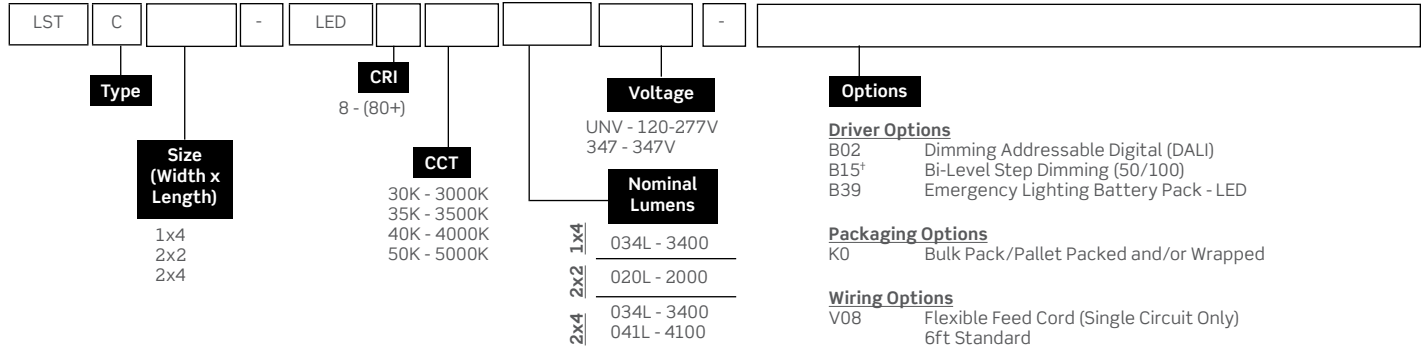 LST C - LED -
Type
Size
(Width x
Length)
1x4
2x2
2x4
CRI
8 - (80+)
CCT
30K - 3000K
35K - 3500K
40K - 4000K
50K - 5000K
Voltage
UNV - 120-277V
347 - 347V
Nominal
Lumens
1x4 034L - 3400
2x2 020L - 2000
2x4 034L - 3400
041L - 4100
Options
Driver Options
B02 Dimming Addressable Digital (DALI)
B15† Bi-Level Step Dimming (50/100)
B39 Emergency Lighting Battery Pack - LED
Packaging Options
K0 Bulk Pack/Pallet Packed and/or Wrapped
Wiring Options
V08 Flexible Feed Cord (Single Circuit Only)
6ft Standard